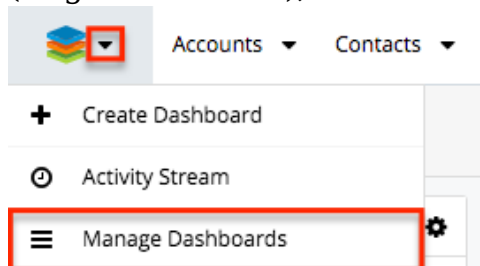 Accounts Contacts
Create Dashboard
Activity Stream
Manage Dashboards